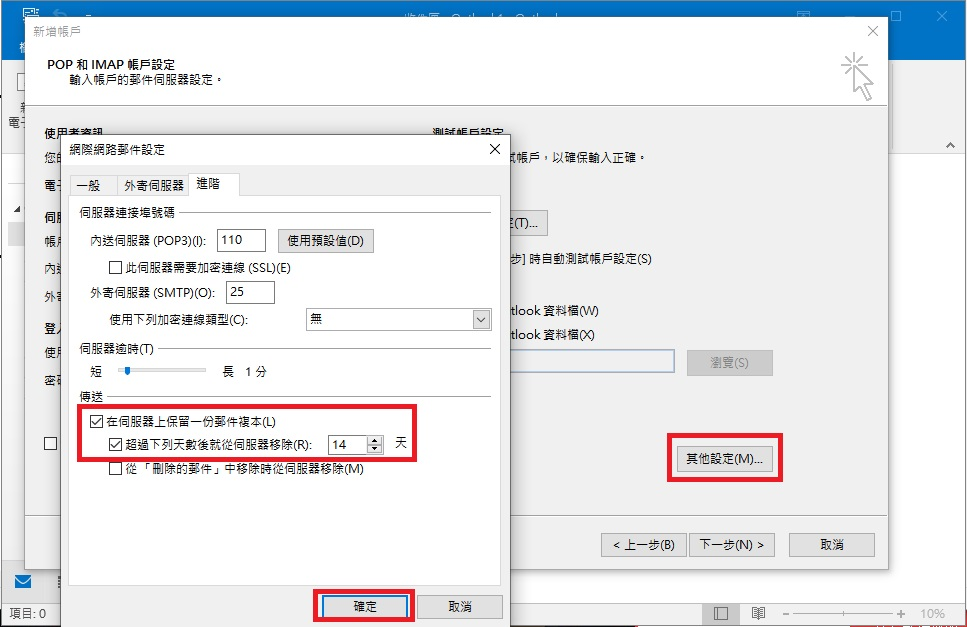 新增帳戶
POP 和 IMAP 帳戶設定
輸入帳戶的郵件伺服器設定。
使用者資訊
測試帳戶設定
試帳戶，以確保輸入正確。
網際網路郵件設定
一般
外寄伺服器
進階
伺服器連接埠號碼
內送伺服器 (POP3)(I):
110
使用預設值(D)
此伺服器需要加密連線 (SSL)(E)
外寄伺服器 (SMTP)(O):
25
使用下列加密連線類型(C):
無
伺服器逾時(T)
短
長
1 分
傳送
在伺服器上保留一份郵件複本(L)
超過下列天數後就從伺服器移除(R):
14
天
從「刪除的郵件」中移除時從伺服器移除(M)
確定
取消
(T)...
步] 時自動測試帳戶設定(S)
tlook 資料檔(W)
tlook 資料檔(X)
瀏覽(S)
其他設定(M)...
< 上一步(B)
下一步(N) >
取消
項目: 0
10%